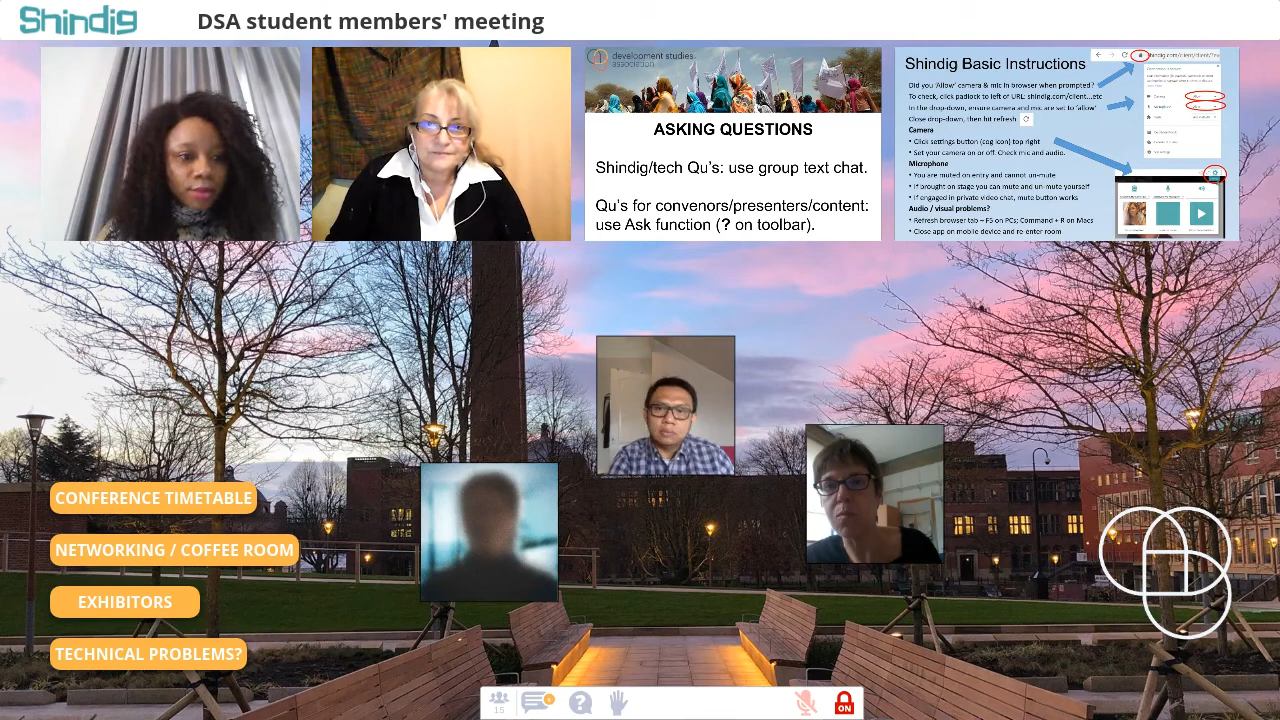 Shindig
DSA student members' meeting
development studies
association
ASKING QUESTIONS
Shindig/tech Qu's: use group text chat.
Qu's for convenors/presenters/content:
use Ask function (? on toolbar).
Shindig Basic Instructions
Did you 'Allow' camera & mic in browser when prompted?
To check, click padlock to left of URL shindig.com/client...etc
In the drop-down, ensure camera and mic are set to 'allow'
Close drop-down, then hit refresh
Camera
* Click settings button (cog icon) top right
* Set your camera on or off. Check mic and audio.
Microphone
* You are muted on entry and cannot un-mute
* If brought on stage you can mute and un-mute yourself
* If engaged in private video chat, mute button works
Audio / visual problems?
* Refresh browser tab – F5 on PCs; Command + R on Macs
* Close app on mobile device and re-enter room
CONFERENCE TIMETABLE
NETWORKING / COFFEE ROOM
EXHIBITORS
TECHNICAL PROBLEMS?
15
ON